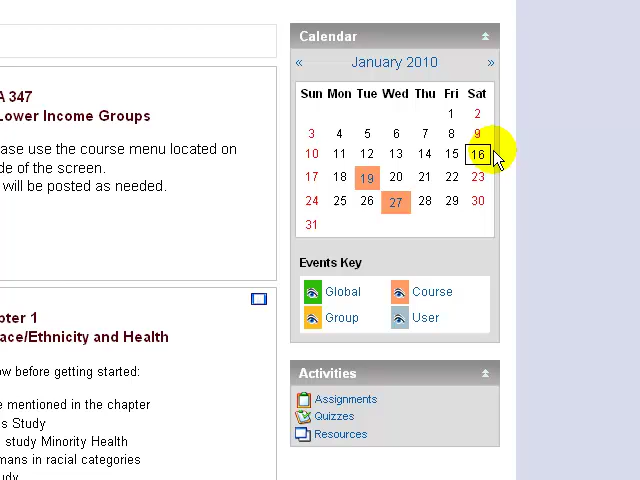 A 347
Lower Income Groups
ase use the course menu located on
de of the screen.
will be posted as needed.
pter 1
ace/Ethnicity and Health
ow before getting started:
e mentioned in the chapter
s Study
study Minority Health
mans in racial categories
tudy
Calendar
« January 2010 »
Sun Mon Tue Wed Thu Fri Sat
1 2
3 4 5 6 7 8 9
10 11 12 13 14 15 16
17 18 19 20 21 22 23
24 25 26 27 28 29 30
31
Events Key
Global Course
Group User
Activities
Assignments
Quizzes
Resources